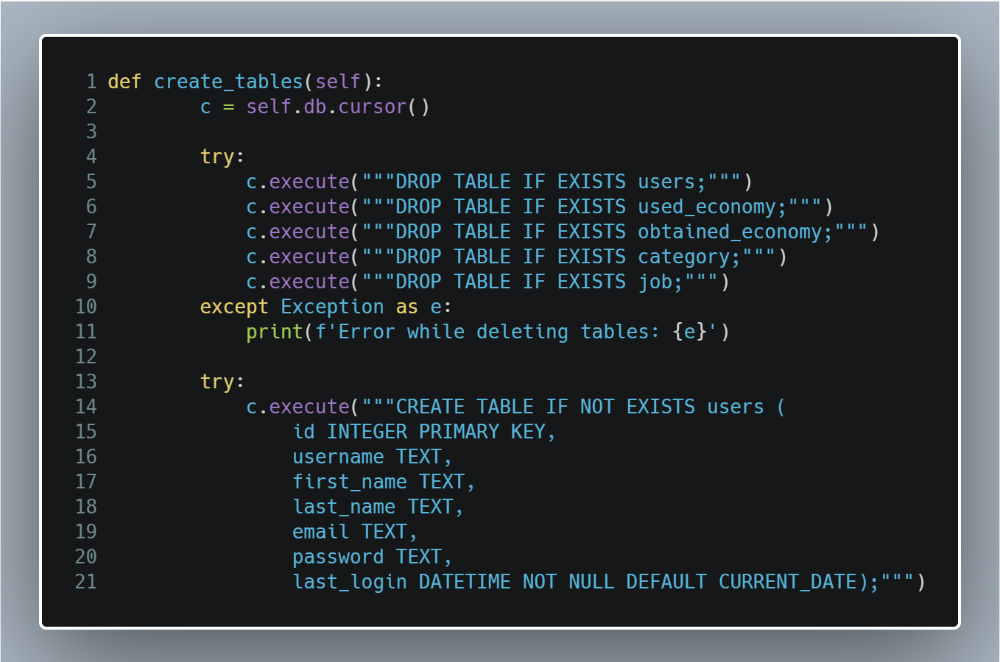 1 def create_tables(self):
2         c = self.db.cursor()
3
4         try:
5             c.execute("""DROP TABLE IF EXISTS users;""")
6             c.execute("""DROP TABLE IF EXISTS used_economy;""")
7             c.execute("""DROP TABLE IF EXISTS obtained_economy;""")
8             c.execute("""DROP TABLE IF EXISTS category;""")
9             c.execute("""DROP TABLE IF EXISTS job;""")
10         except Exception as e:
11             print(f'Error while deleting tables: {e}')
12
13         try:
14             c.execute("""CREATE TABLE IF NOT EXISTS users (
15                 id INTEGER PRIMARY KEY,
16                 username TEXT,
17                 first_name TEXT,
18                 last_name TEXT,
19                 email TEXT,
20                 password TEXT,
21                 last_login DATETIME NOT NULL DEFAULT CURRENT_DATE);""")